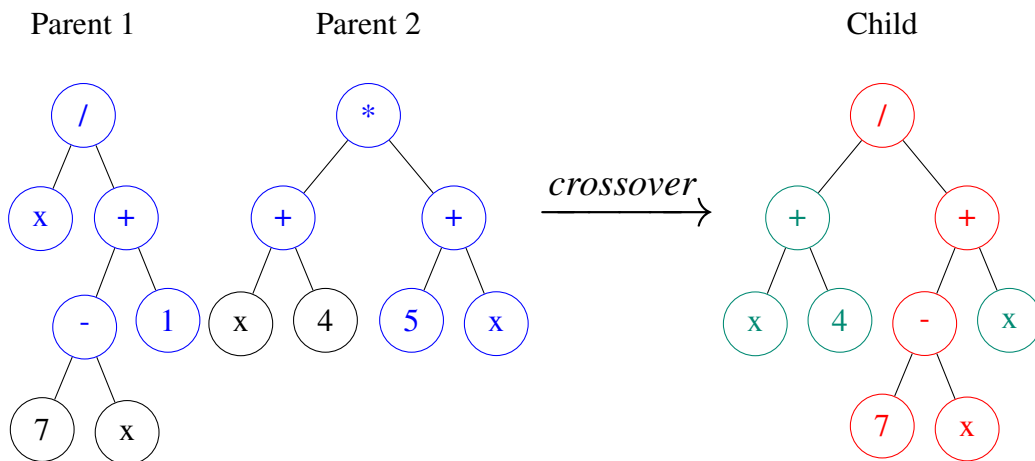 Parent 1 Parent 2 Child
/ * /
crossover
x + + + + +
- 1 x 4 5 x x 4 - x
7 x 7 x